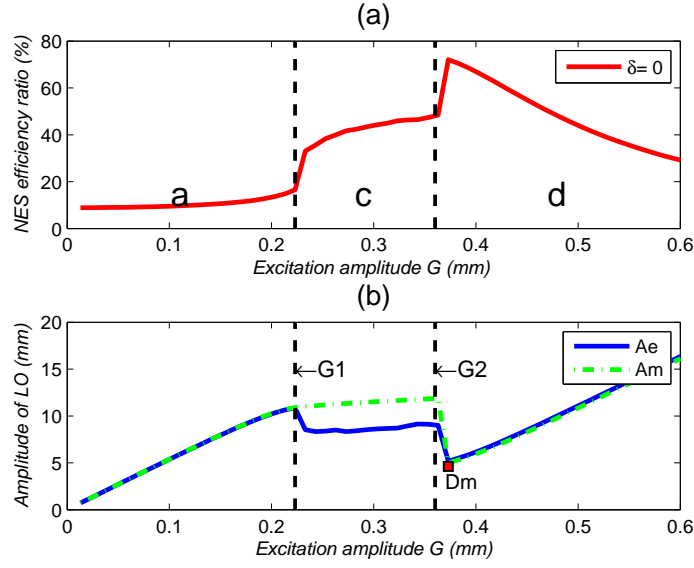 (a)
NES efficiency ratio (%)
80
60
40
20
0
δ= 0
a
c
d
0
0.1
0.2
0.3
0.4
0.5
0.6
Excitation amplitude G (mm)
(b)
Amplitude of LO (mm)
20
15
10
5
0
←G1
←G2
Ae
Am
Dm
0
0.1
0.2
0.3
0.4
0.5
0.6
Excitation amplitude G (mm)